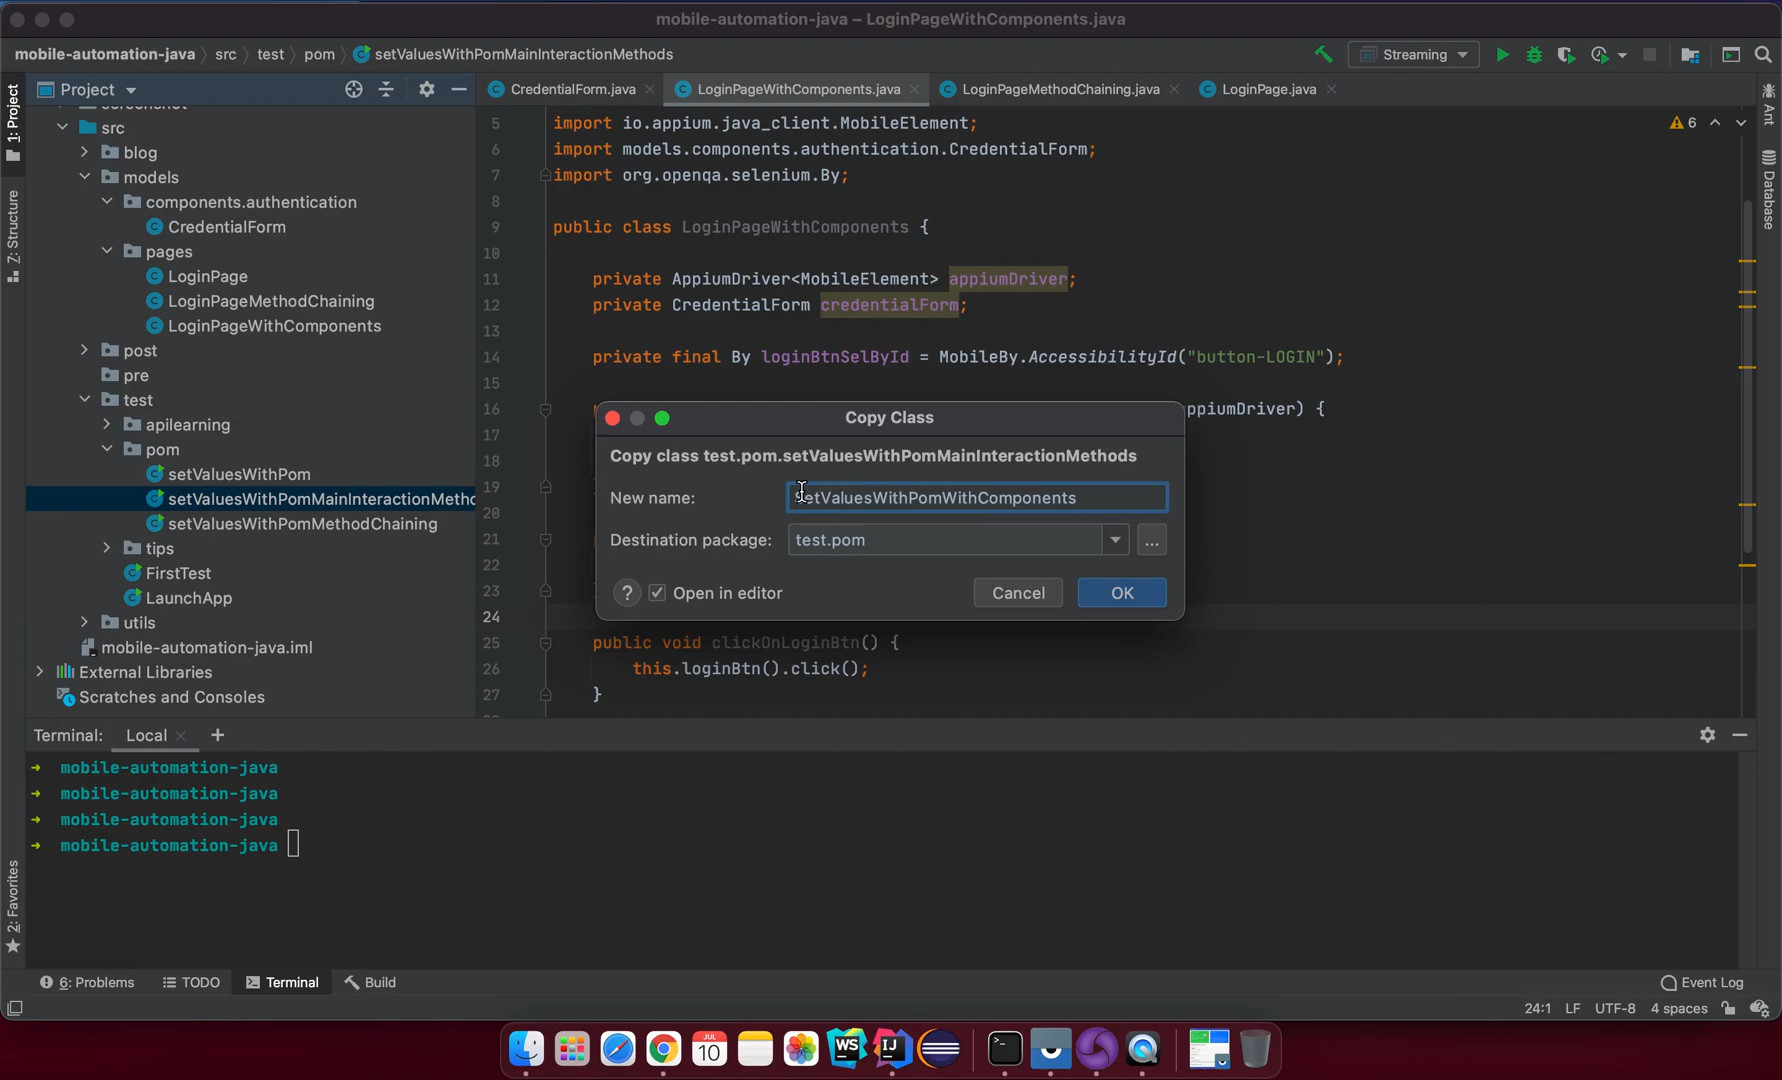 mobile-automation-java – LoginPageWithComponents.java
mobile-automation-java 〉 src 〉 test 〉 pom 〉 setValuesWithPomMainInteractionMethods
Streaming
Project
CredentialForm.java
LoginPageWithComponents.java
LoginPageMethodChaining.java
LoginPage.java
1: Project
Z: Structure
2: Favorites
Ant
Database
src
blog
models
components.authentication
CredentialForm
pages
LoginPage
LoginPageMethodChaining
LoginPageWithComponents
post
pre
test
apilearning
pom
setValuesWithPom
setValuesWithPomMainInteractionMetho
setValuesWithPomMethodChaining
tips
FirstTest
LaunchApp
utils
mobile-automation-java.iml
External Libraries
Scratches and Consoles
6
5 import io.appium.java_client.MobileElement;
6 import models.components.authentication.CredentialForm;
7 import org.openqa.selenium.By;
8
9 public class LoginPageWithComponents {
10
11 private AppiumDriver<MobileElement> appiumDriver;
12 private CredentialForm credentialForm;
13
14 private final By loginBtnSelById = MobileBy.AccessibilityId("button-LOGIN");
15
16 ppiumDriver) {
17
18
19
20
21
22
23
24
25 public void clickOnLoginBtn() {
26 this.loginBtn().click();
27 }
Copy Class
Copy class test.pom.setValuesWithPomMainInteractionMethods
New name: SetValuesWithPomWithComponents
Destination package: test.pom
...
? Open in editor
Cancel
OK
Terminal: Local +
→ mobile-automation-java
→ mobile-automation-java
→ mobile-automation-java
→ mobile-automation-java
6: Problems
TODO
Terminal
Build
Event Log
24:1 LF UTF-8 4 spaces
JUL
10
WS
IJ